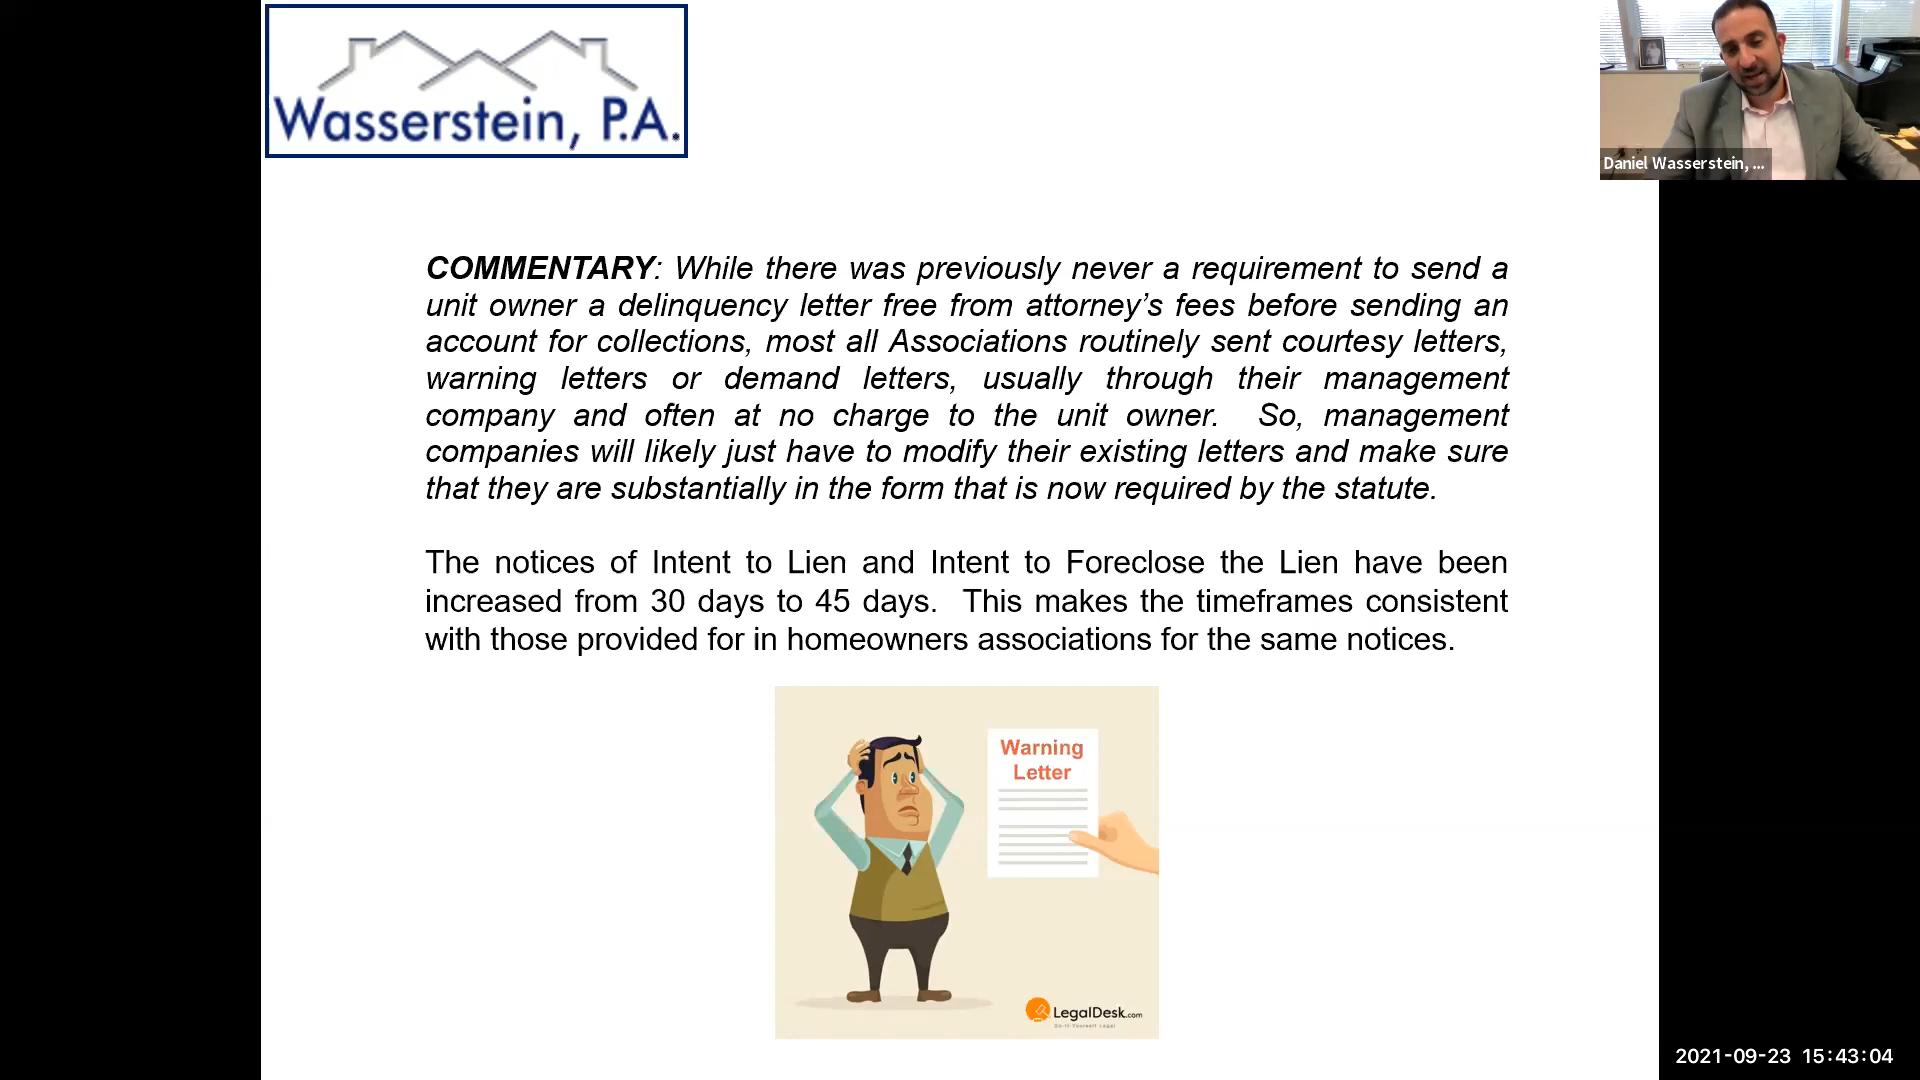 Wasserstein, P.A.
Daniel Wasserstein, ...
COMMENTARY: While there was previously never a requirement to send a
unit owner a delinquency letter free from attorney’s fees before sending an
account for collections, most all Associations routinely sent courtesy letters,
warning letters or demand letters, usually through their management
company and often at no charge to the unit owner. So, management
companies will likely just have to modify their existing letters and make sure
that they are substantially in the form that is now required by the statute.
The notices of Intent to Lien and Intent to Foreclose the Lien have been
increased from 30 days to 45 days. This makes the timeframes consistent
with those provided for in homeowners associations for the same notices.
Warning
Letter
LegalDesk.com
Do-It-Yourself Legal
2021-09-23 15:43:04